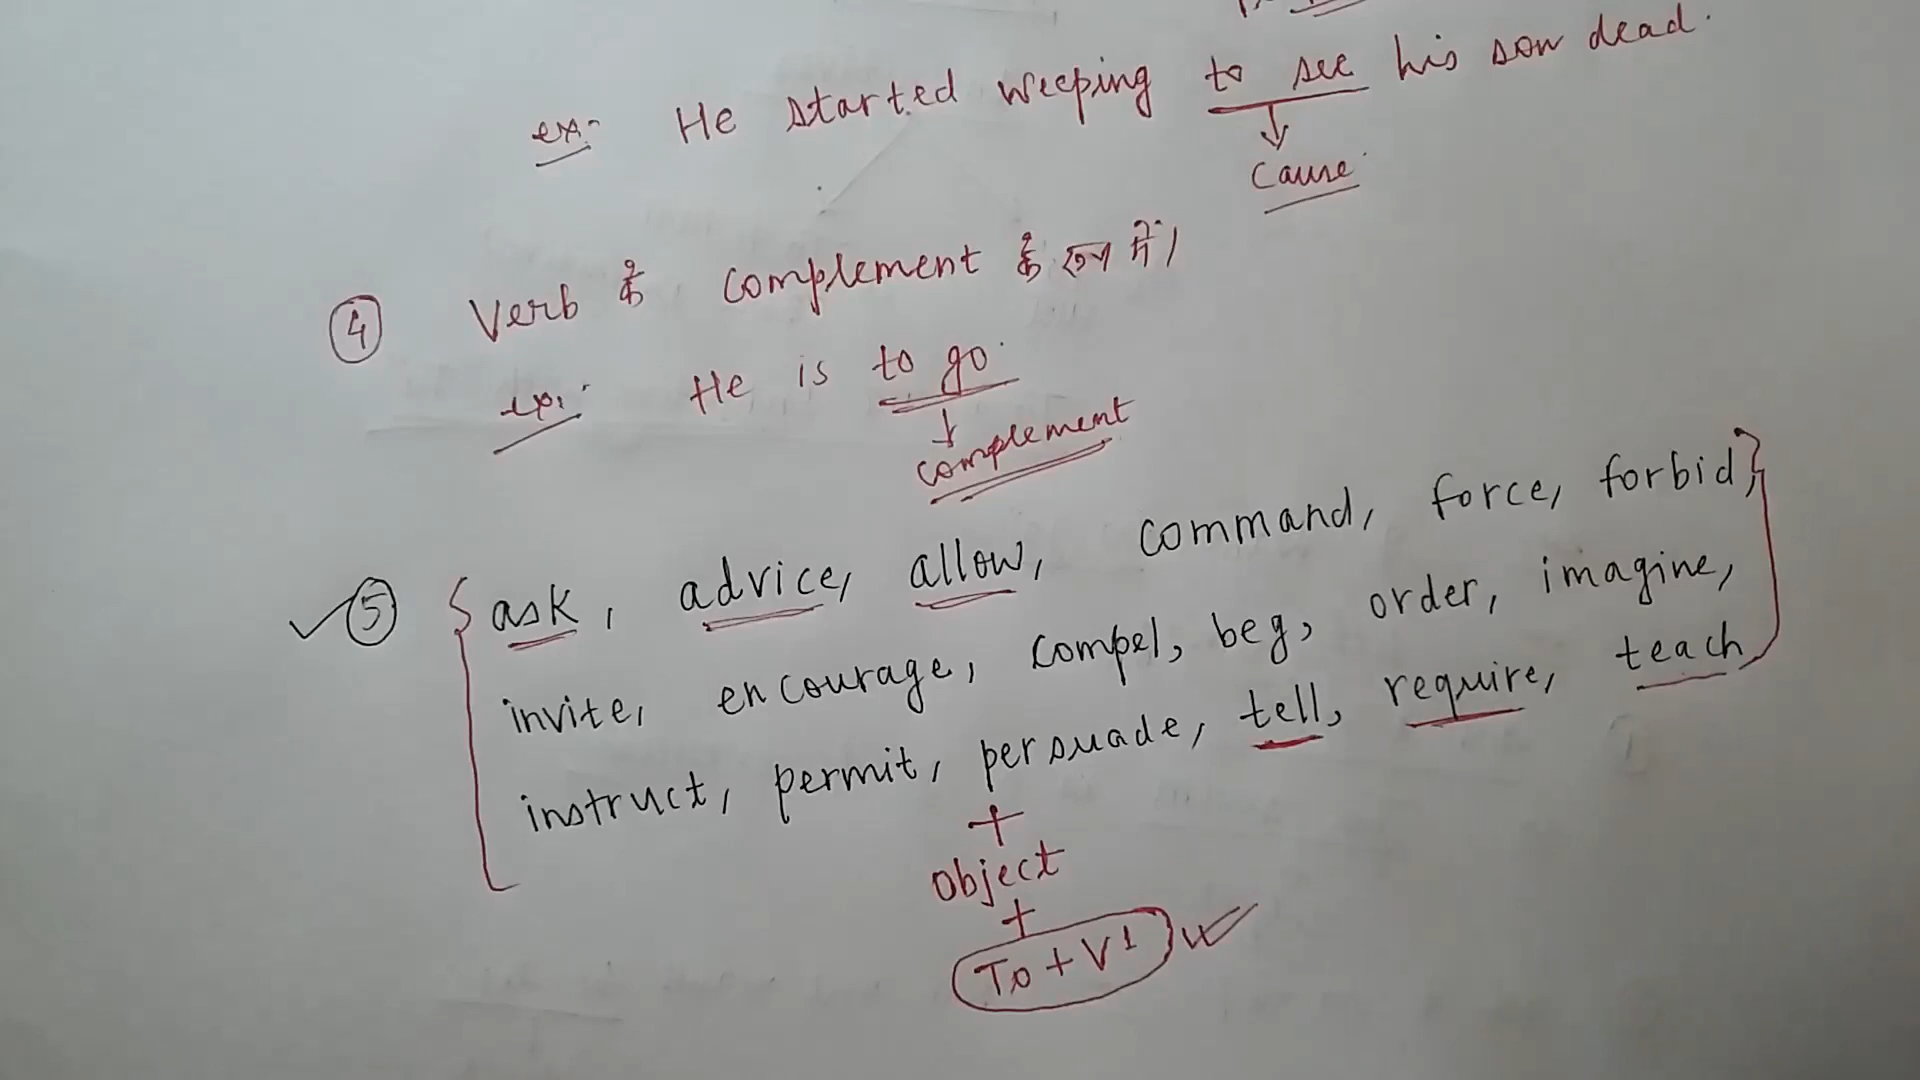 ex:- He started weeping to see his son dead.
cause
④ Verb के complement के रूप में।
ex: He is to go.
complement
⑤ { ask, advice, allow, command, force, forbid,
invite, encourage, compel, beg, order, imagine,
instruct, permit, persuade, tell, require, teach }
+
object
+
To + V1